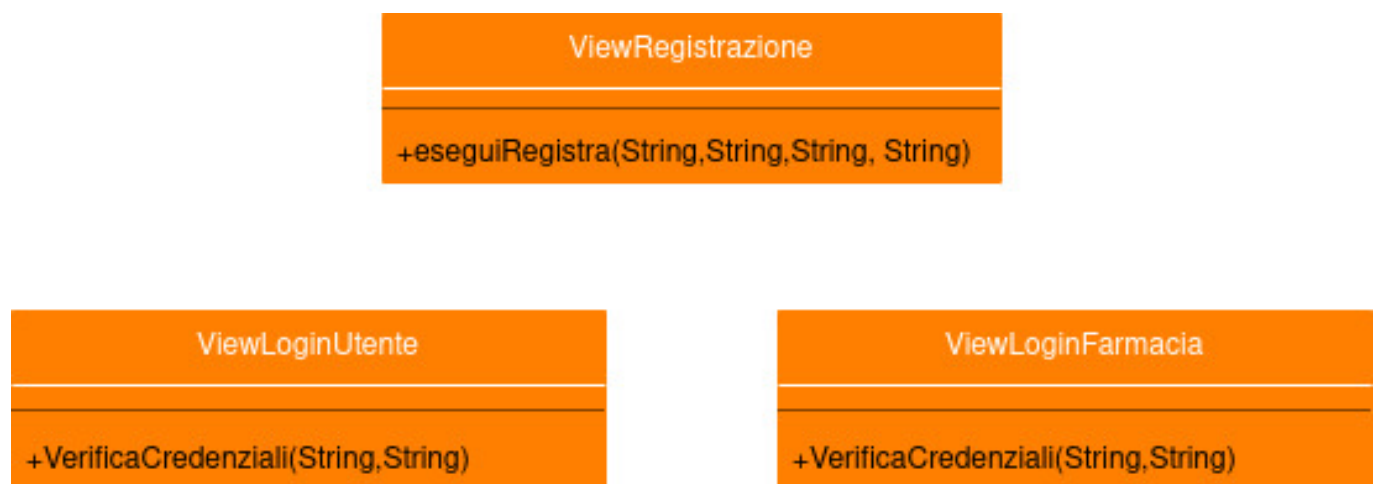 ViewRegistrazione
+eseguiRegistra(String,String,String, String)
ViewLoginUtente
+VerificaCredenziali(String,String)
ViewLoginFarmacia
+VerificaCredenziali(String,String)